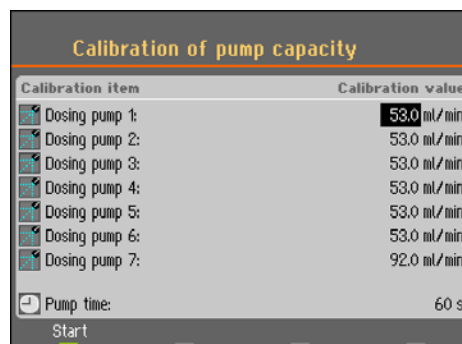 Calibration of pump capacity
Calibration item Calibration value
Dosing pump 1: 53.0 ml/min
Dosing pump 2: 53.0 ml/min
Dosing pump 3: 53.0 ml/min
Dosing pump 4: 53.0 ml/min
Dosing pump 5: 53.0 ml/min
Dosing pump 6: 53.0 ml/min
Dosing pump 7: 92.0 ml/min
Pump time: 60 s
Start